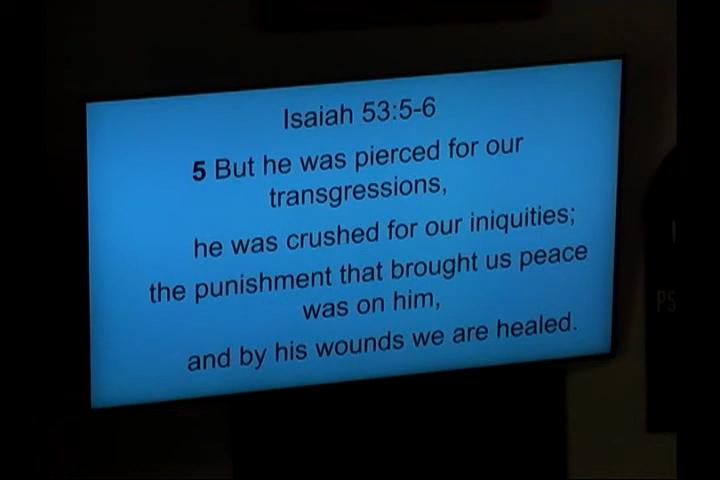 Isaiah 53:5-6
5 But he was pierced for our
transgressions,
he was crushed for our iniquities;
the punishment that brought us peace
was on him,
and by his wounds we are healed.
PS